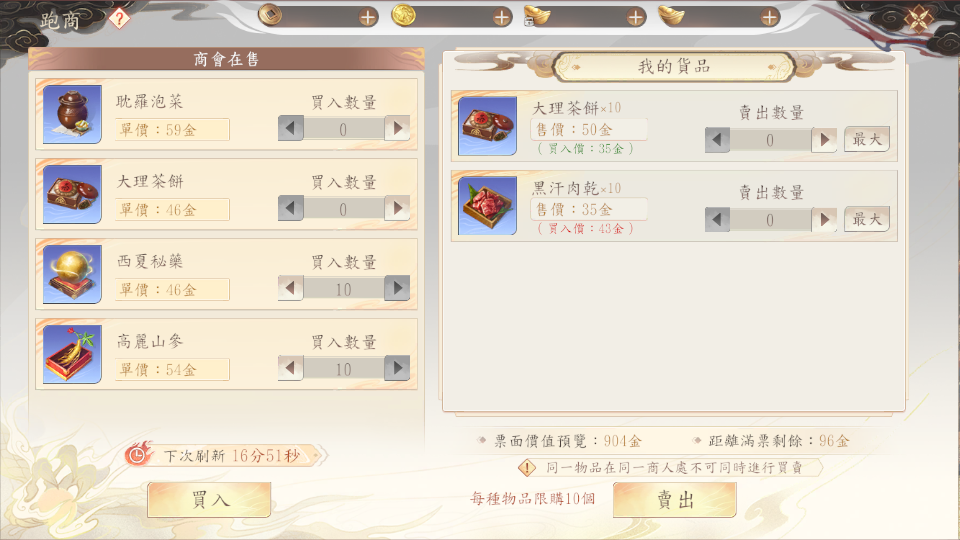 跑商
?
商會在售
耽羅泡菜
單價：59金
買入數量
0
大理茶餅
單價：46金
買入數量
0
西夏秘藥
單價：46金
買入數量
10
高麗山參
單價：54金
買入數量
10
下次刷新 16分51秒
買入
我的貨品
大理茶餅×10
售價：50金
(買入價：35金)
賣出數量
0
最大
黑汗肉乾×10
售價：35金
(買入價：43金)
賣出數量
0
最大
票面價值預覽：904金
距離滿票剩餘：96金
同一物品在同一商人處不可同時進行買賣
每種物品限購10個
賣出